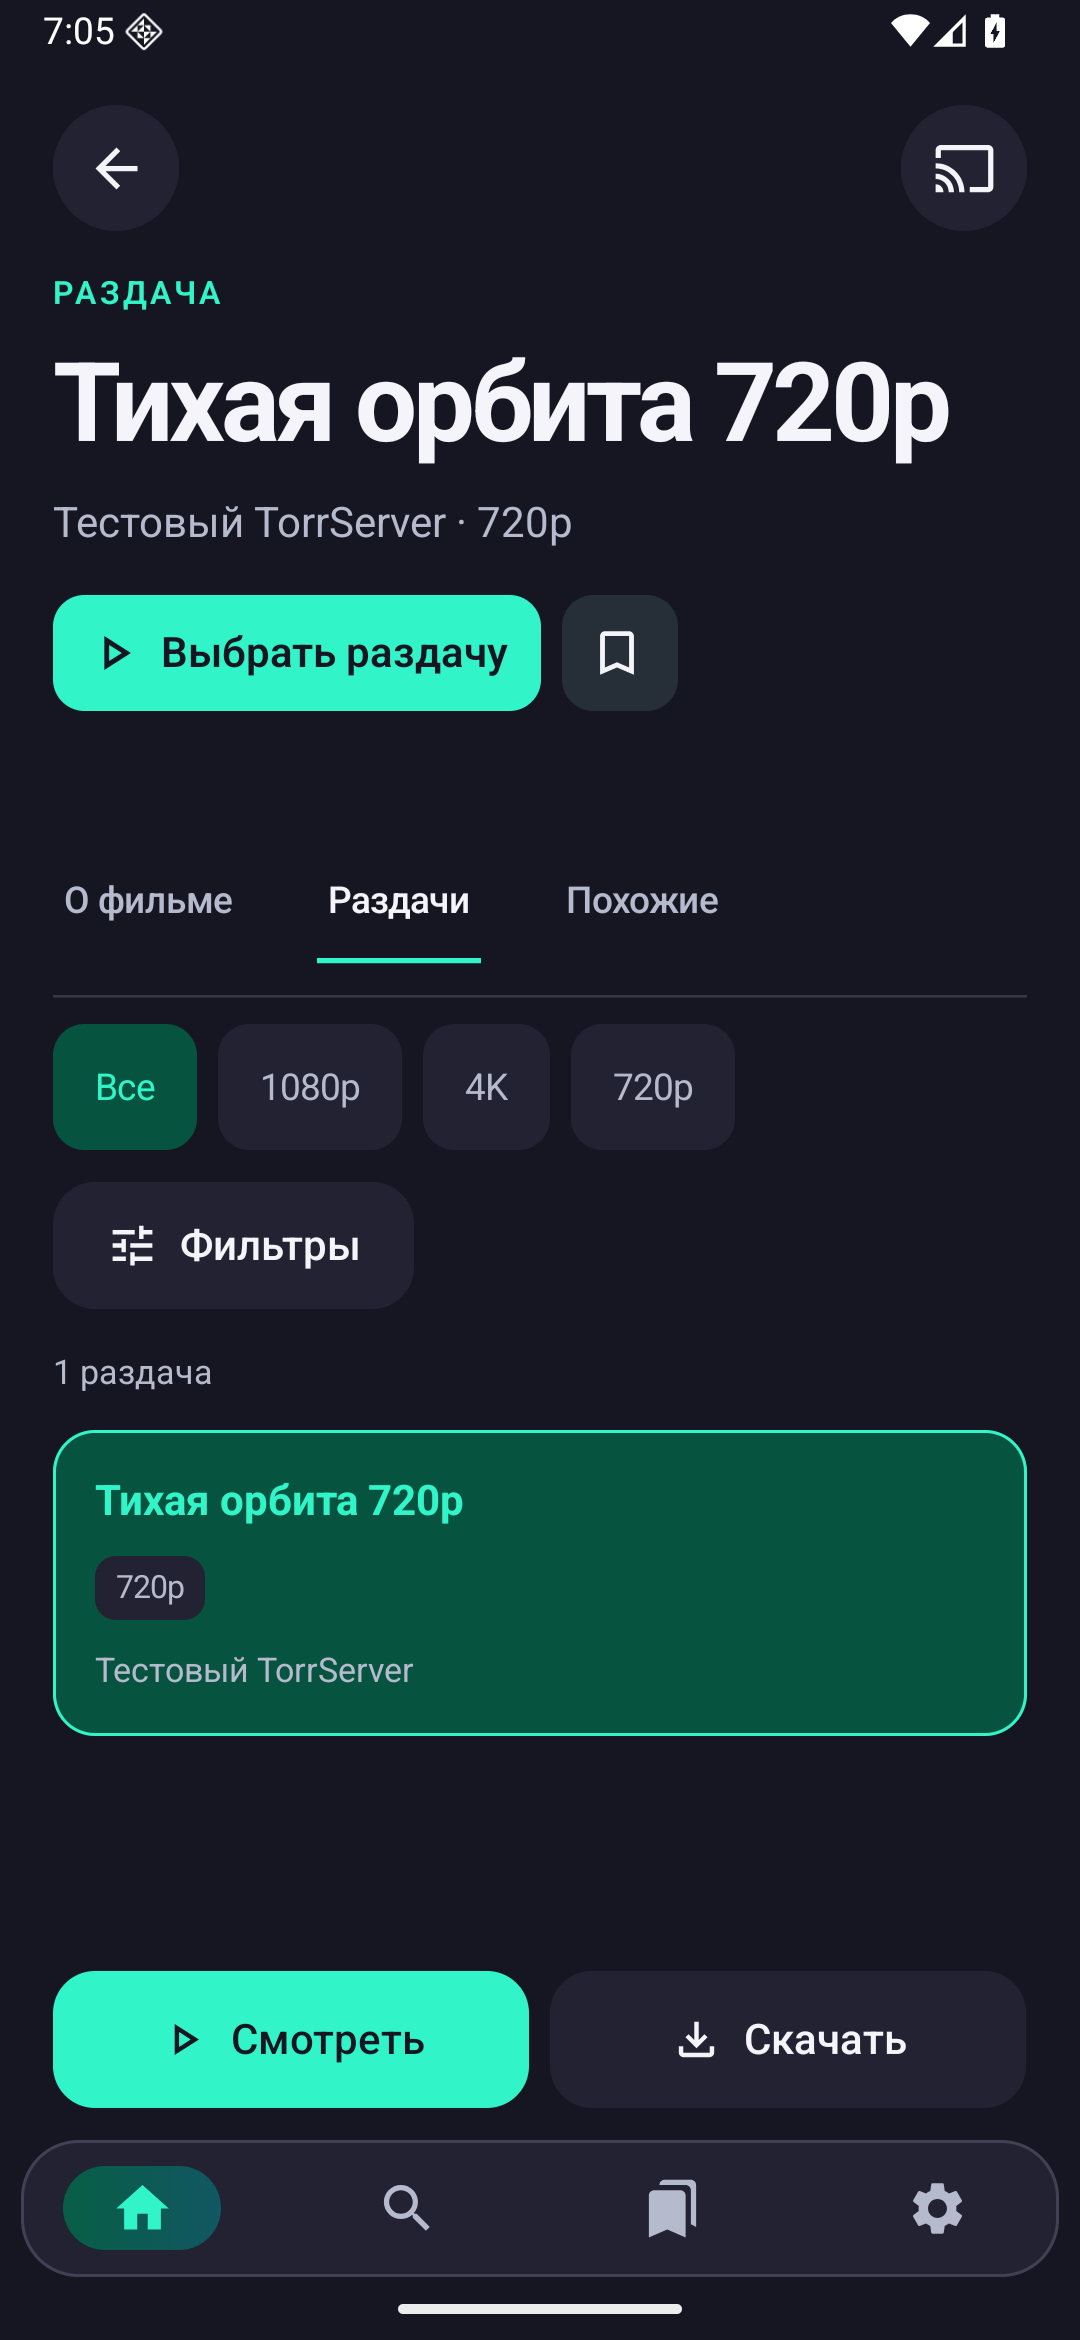 7:05
РАЗДАЧА
Тихая орбита 720p
Тестовый TorrServer · 720p
Выбрать раздачу
О фильме Раздачи Похожие
Все 1080p 4K 720p
Фильтры
1 раздача
Тихая орбита 720p
720p
Тестовый TorrServer
Смотреть Скачать